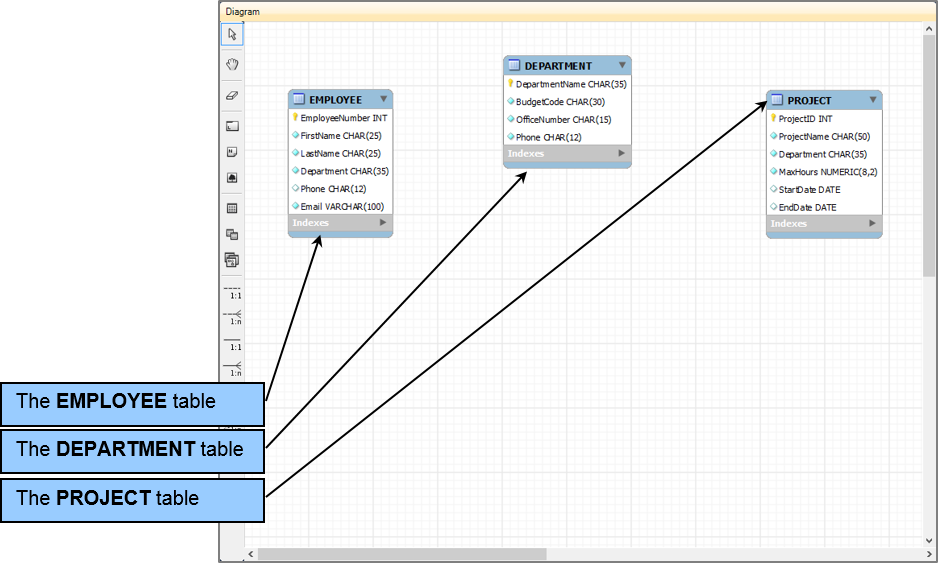 Diagram
EMPLOYEE
EmployeeNumber INT
FirstName CHAR(25)
LastName CHAR(25)
Department CHAR(35)
Phone CHAR(12)
Email VARCHAR(100)
Indexes
DEPARTMENT
DepartmentName CHAR(35)
BudgetCode CHAR(30)
OfficeNumber CHAR(15)
Phone CHAR(12)
Indexes
PROJECT
ProjectID INT
ProjectName CHAR(50)
Department CHAR(35)
MaxHours NUMERIC(8,2)
StartDate DATE
EndDate DATE
Indexes
1:1
1:n
1:1
1:n
The EMPLOYEE table
The DEPARTMENT table
The PROJECT table